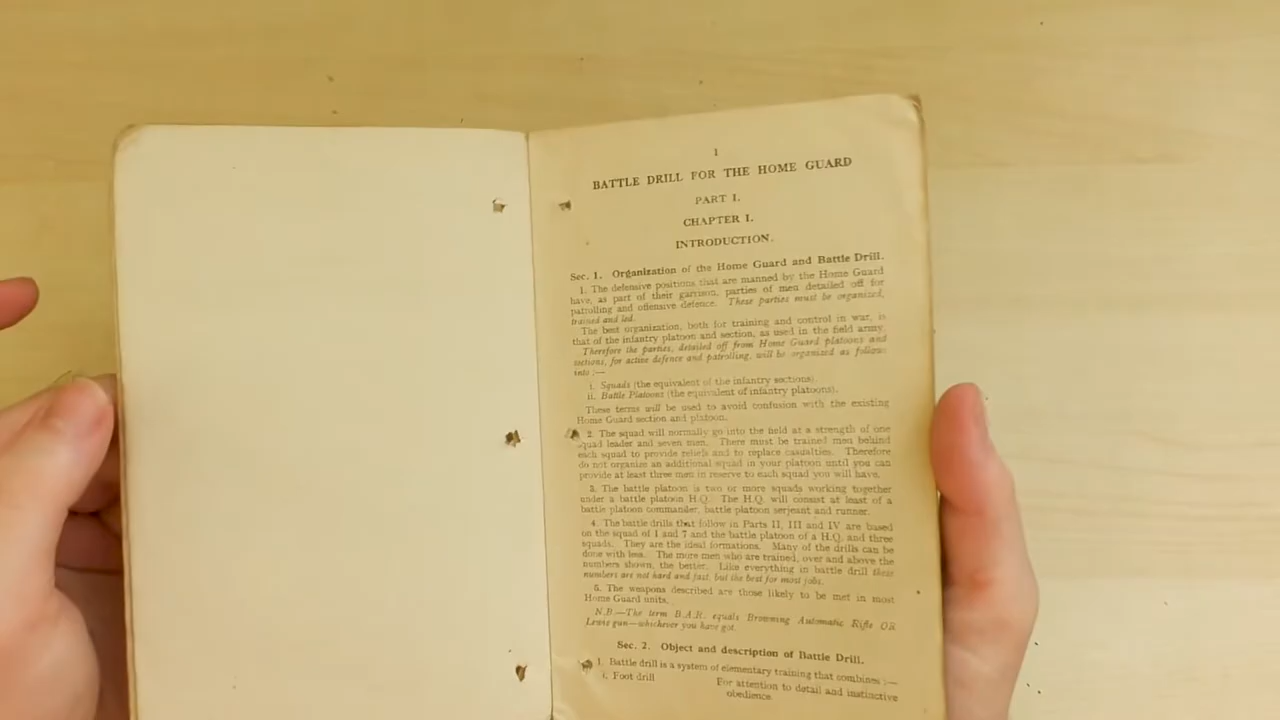 1
BATTLE DRILL FOR THE HOME GUARD
PART I.
CHAPTER I.
INTRODUCTION.
Sec. 1. Organization of the Home Guard and Battle Drill.
1. The defensive positions that are manned by the Home Guard
have, as part of their garrison, parties of men detailed off for
patrolling and offensive defence. These parties must be organized,
trained and led.
The best organization, both for training and control in war, is
that of the infantry platoon and section, as used in the field army.
Therefore the parties, detailed off from Home Guard platoons and
sections, for active defence and patrolling, will be organized as follows
into :—
i. Squads (the equivalent of the infantry sections).
ii. Battle Platoons (the equivalent of infantry platoons).
These terms will be used to avoid confusion with the existing
Home Guard section and platoon.
2. The squad will normally go into the field at a strength of one
squad leader and seven men. There must be trained men behind
each squad to provide reliefs and to replace casualties. Therefore
do not organize an additional squad in your platoon until you can
provide at least three men in reserve to each squad you will have.
3. The battle platoon is two or more squads working together
under a battle platoon H.Q. The H.Q. will consist at least of a
battle platoon commander, battle platoon serjeant and runner.
4. The battle drills that follow in Parts II, III and IV are based
on the squad of 1 and 7 and the battle platoon of a H.Q. and three
squads. They are the ideal formations. Many of the drills can be
done with less. The more men who are trained, over and above the
numbers shown, the better. Like everything in battle drill these
numbers are not hard and fast, but the best for most jobs.
5. The weapons described are those likely to be met in most
Home Guard units.
N.B.—The term B.A.R. equals Browning Automatic Rifle OR
Lewis gun—whichever you have got.
Sec. 2. Object and description of Battle Drill.
1. Battle drill is a system of elementary training that combines :—
i. Foot drill For attention to detail and instinctive
obedience.